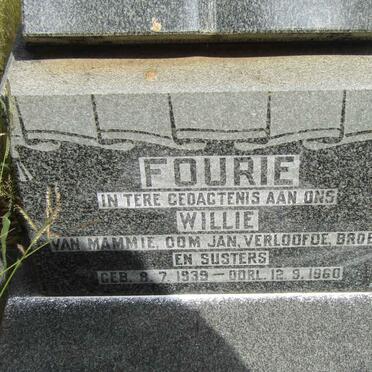 FOURIE
IN TERE GEDAGTENIS AAN ONS
WILLIE
VAN MAMMIE, OOM JAN, VERLOOFDE, BROE
EN SUSTERS
GEB. 8. 7. 1939 — OORL. 12. 9. 1960